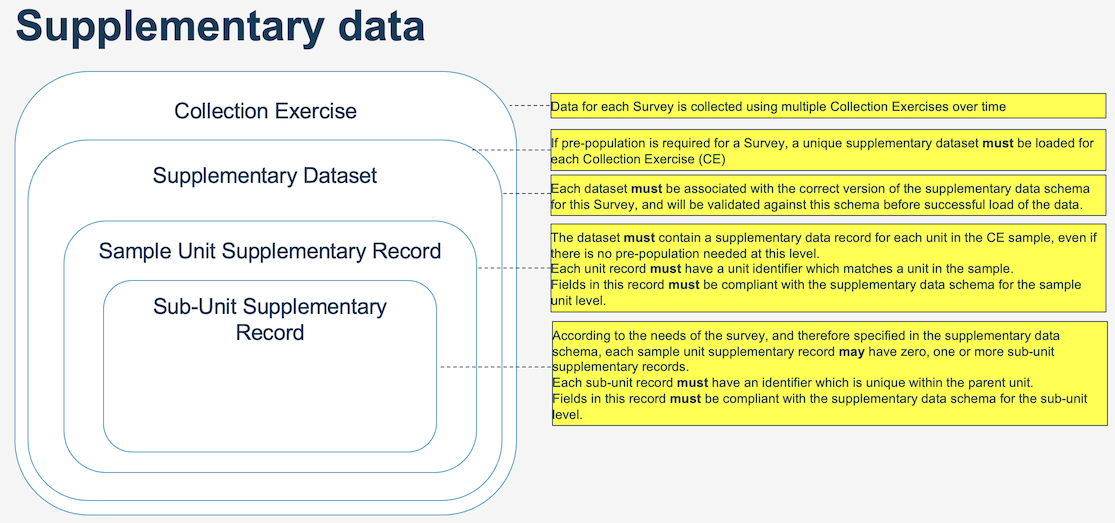 Supplementary data
Collection Exercise
Supplementary Dataset
Sample Unit Supplementary Record
Sub-Unit Supplementary
Record
Data for each Survey is collected using multiple Collection Exercises over time
If pre-population is required for a Survey, a unique supplementary dataset must be loaded for
each Collection Exercise (CE)
Each dataset must be associated with the correct version of the supplementary data schema
for this Survey, and will be validated against this schema before successful load of the data.
The dataset must contain a supplementary data record for each unit in the CE sample, even if
there is no pre-population needed at this level.
Each unit record must have a unit identifier which matches a unit in the sample.
Fields in this record must be compliant with the supplementary data schema for the sample
unit level.
According to the needs of the survey, and therefore specified in the supplementary data
schema, each sample unit supplementary record may have zero, one or more sub-unit
supplementary records.
Each sub-unit record must have an identifier which is unique within the parent unit.
Fields in this record must be compliant with the supplementary data schema for the sub-unit
level.